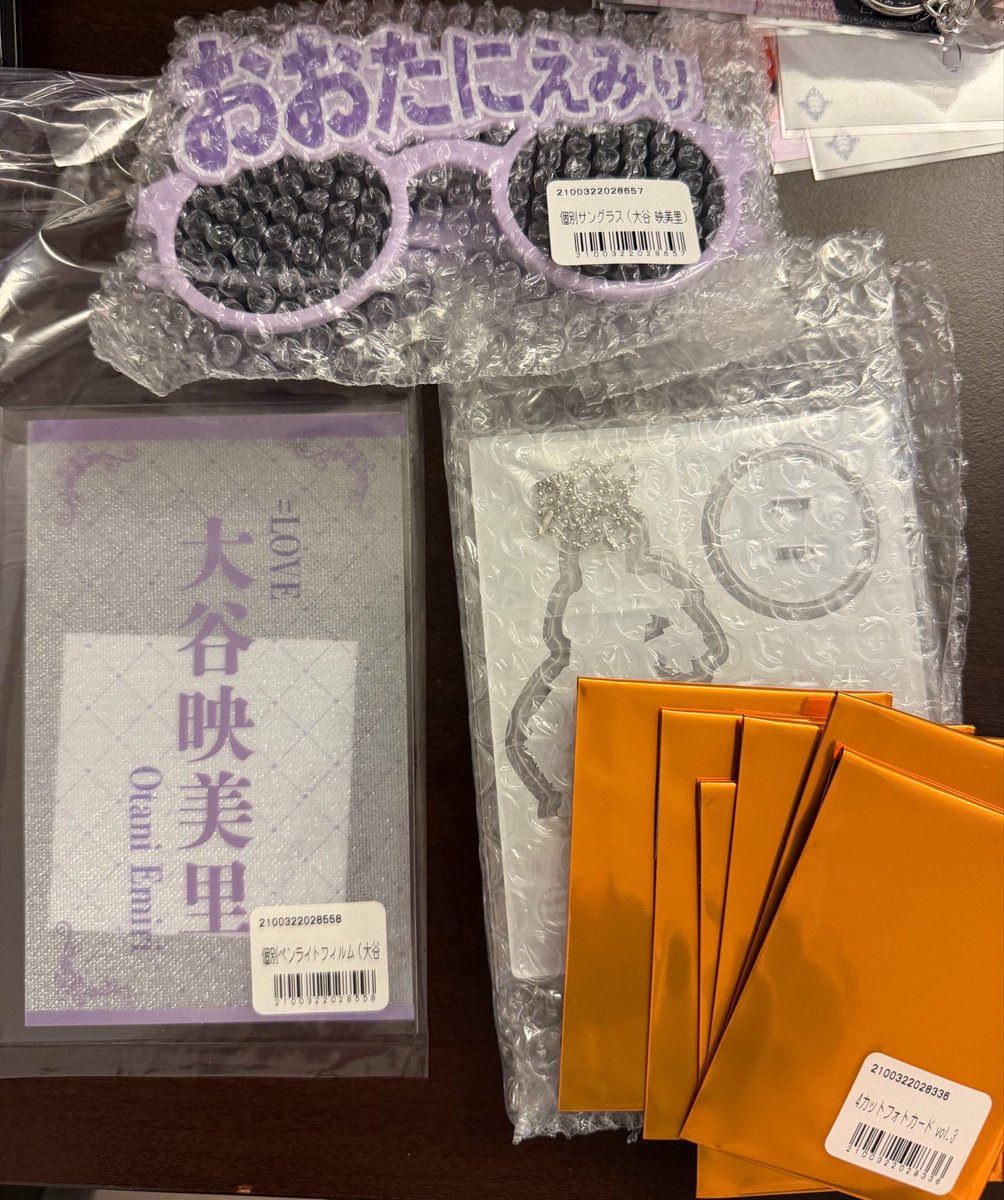 おおたにえみり
2100322028657
個別サングラス(大谷 映美里)
2100322028657
=LOVE
大谷映美里
Otani Emiri
2100322028558
個別ペンライトフィルム(大谷
2100322028558
2100322028336
4カットフォトカード vol.3
2100322028336